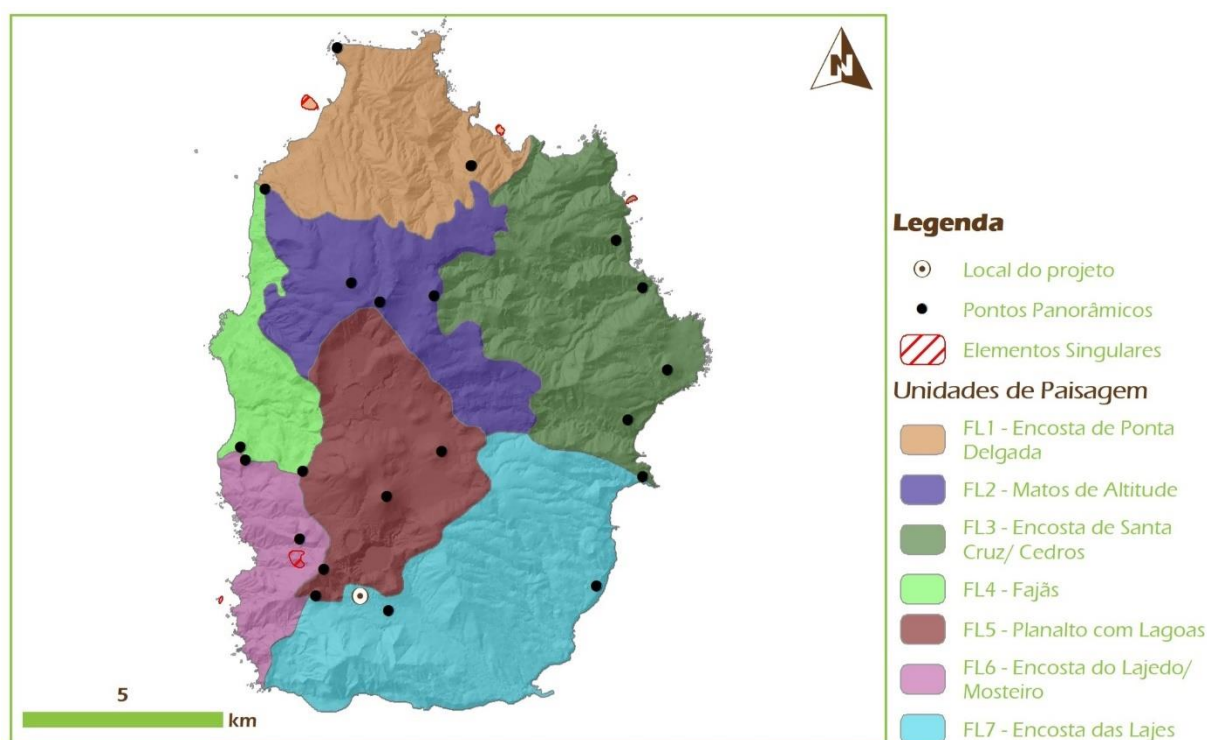 N
Legenda
Local do projeto
Pontos Panorâmicos
Elementos Singulares
Unidades de Paisagem
FL1 - Encosta de Ponta
Delgada
FL2 - Matos de Altitude
FL3 - Encosta de Santa
Cruz/ Cedros
FL4 - Fajãs
FL5 - Planalto com Lagoas
FL6 - Encosta do Lajedo/
Mosteiro
FL7 - Encosta das Lajes
5
km